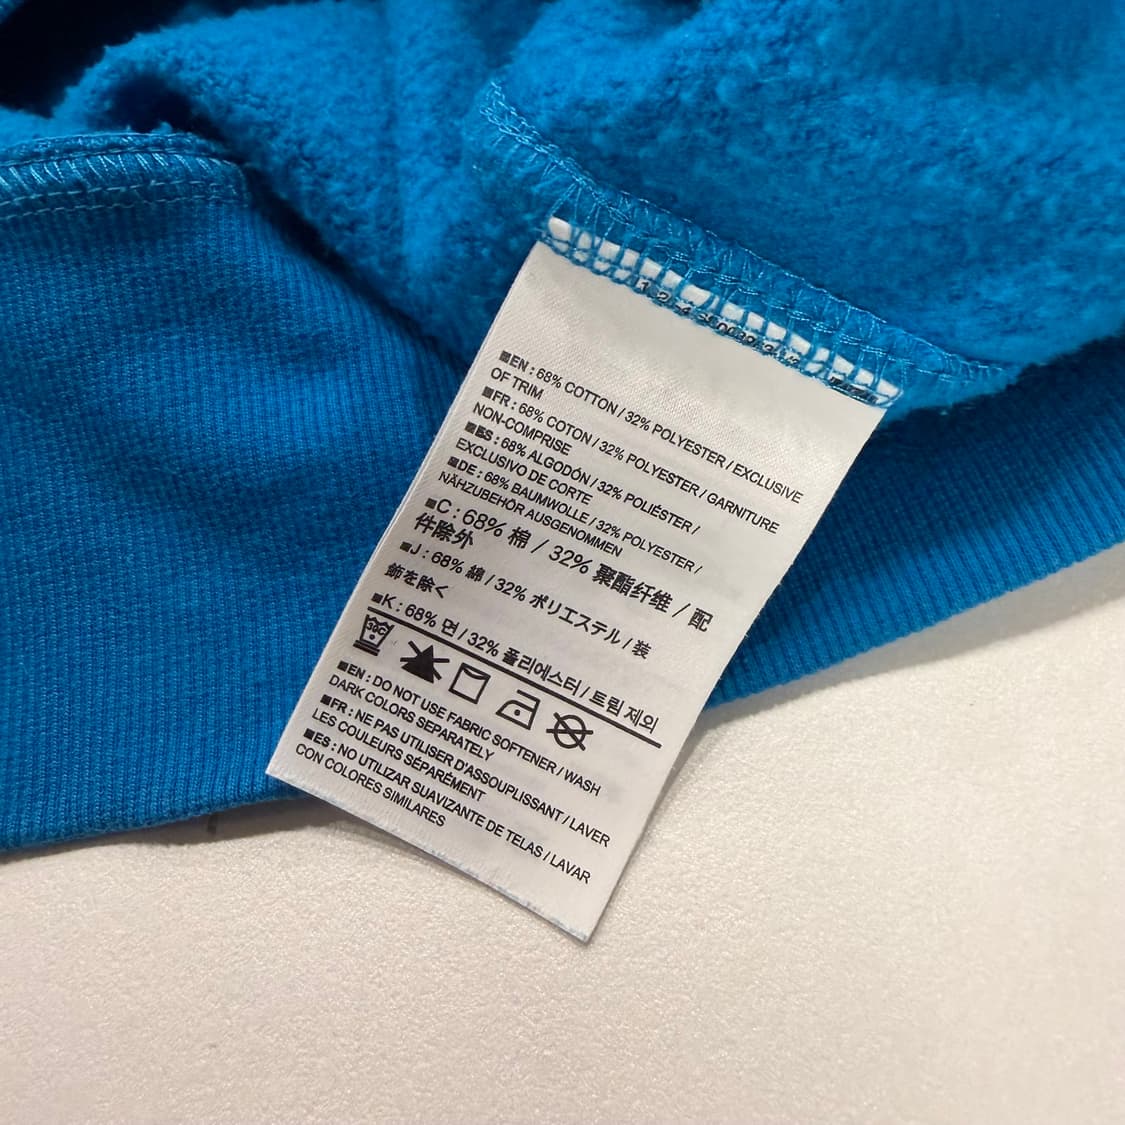 ■EN : 68% COTTON / 32% POLYESTER / EXCLUSIVE
OF TRIM
■FR : 68% COTON / 32% POLYESTER / GARNITURE
NON-COMPRISE
■ES : 68% ALGODÓN / 32% POLIÉSTER /
EXCLUSIVO DE CORTE
■DE : 68% BAUMWOLLE / 32% POLYESTER /
NÄHZUBEHÖR AUSGENOMMEN
■C : 68% 棉 / 32% 聚酯纤维 / 配
件除外
■J : 68% 綿 / 32% ポリエステル / 装
飾を除く
■K : 68% 면 / 32% 폴리에스터 / 트림 제외
30C
■EN : DO NOT USE FABRIC SOFTENER / WASH
DARK COLORS SEPARATELY
■FR : NE PAS UTILISER D'ASSOUPLISSANT / LAVER
LES COULEURS SÉPARÉMENT
■ES : NO UTILIZAR SUAVIZANTE DE TELAS / LAVAR
CON COLORES SIMILARES